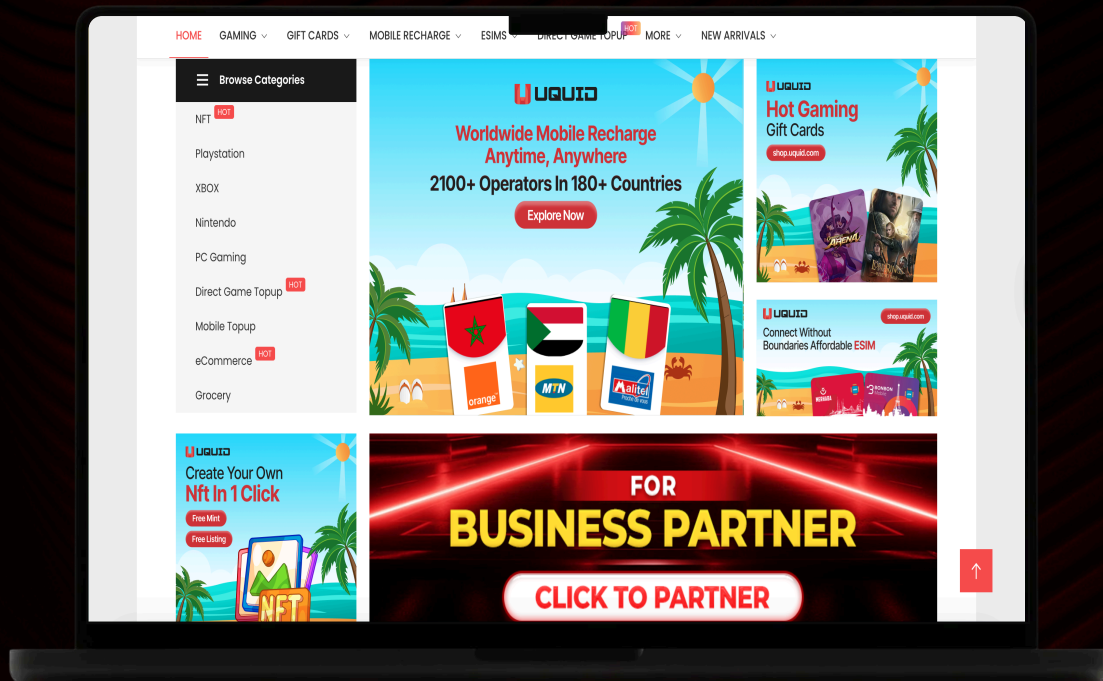 HOME GAMING GIFT CARDS MOBILE RECHARGE ESIMS DIRECT GAME TOPUP HOT MORE NEW ARRIVALS
Browse Categories
NFT HOT
Playstation
XBOX
Nintendo
PC Gaming
Direct Game Topup HOT
Mobile Topup
eCommerce HOT
Grocery
UQUID
Worldwide Mobile Recharge
Anytime, Anywhere
2100+ Operators In 180+ Countries
Explore Now
orange
MTN
Malitel
UQUID
Hot Gaming
Gift Cards
shop.uquid.com
ARENA
UQUID
shop.uquid.com
Connect Without
Boundaries Affordable ESIM
BONBON
UQUID
Create Your Own
Nft In 1 Click
Free Mint
Free Listing
NFT
FOR
BUSINESS PARTNER
CLICK TO PARTNER